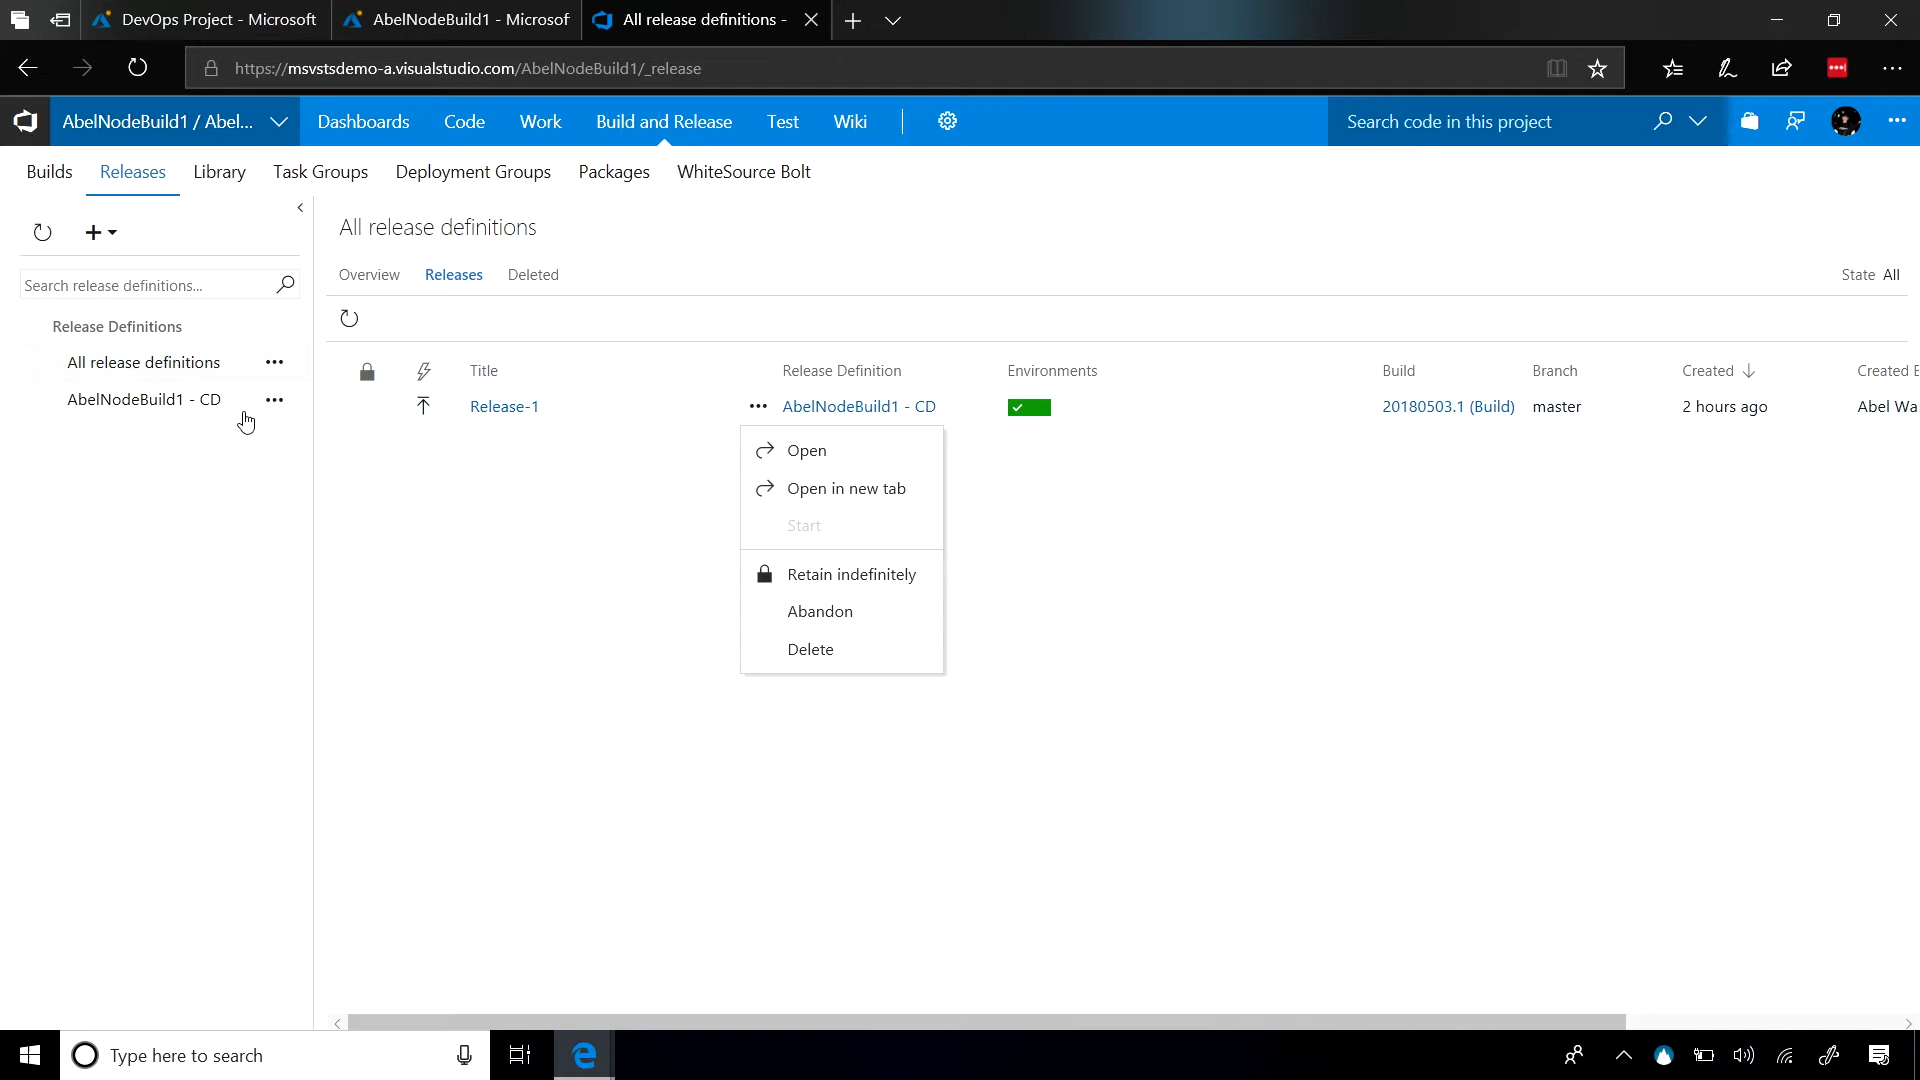 DevOps Project - Microsoft
AbelNodeBuild1 - Microsof
All release definitions -
https://msvstsdemo-a.visualstudio.com/AbelNodeBuild1/_release
AbelNodeBuild1 / Abel...
Dashboards
Code
Work
Build and Release
Test
Wiki
Search code in this project
Builds
Releases
Library
Task Groups
Deployment Groups
Packages
WhiteSource Bolt
All release definitions
Overview
Releases
Deleted
State All
Search release definitions...
Release Definitions
All release definitions
AbelNodeBuild1 - CD
Title
Release Definition
Environments
Build
Branch
Created
Created E
Release-1
AbelNodeBuild1 - CD
20180503.1 (Build)
master
2 hours ago
Abel Wa
Open
Open in new tab
Start
Retain indefinitely
Abandon
Delete
Type here to search